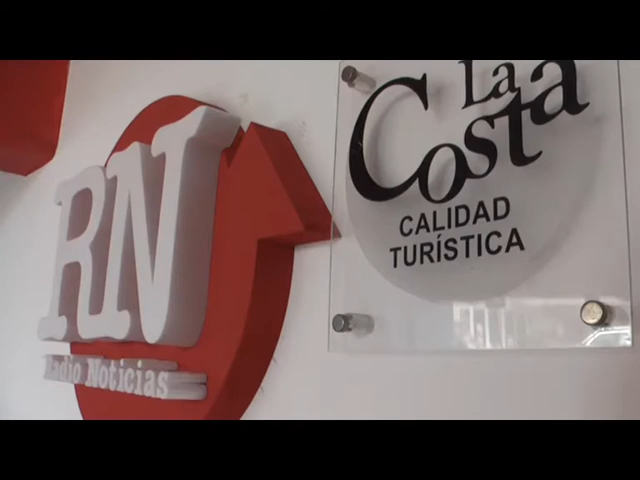 RN
Radio Noticias
La
Costa
CALIDAD
TURÍSTICA